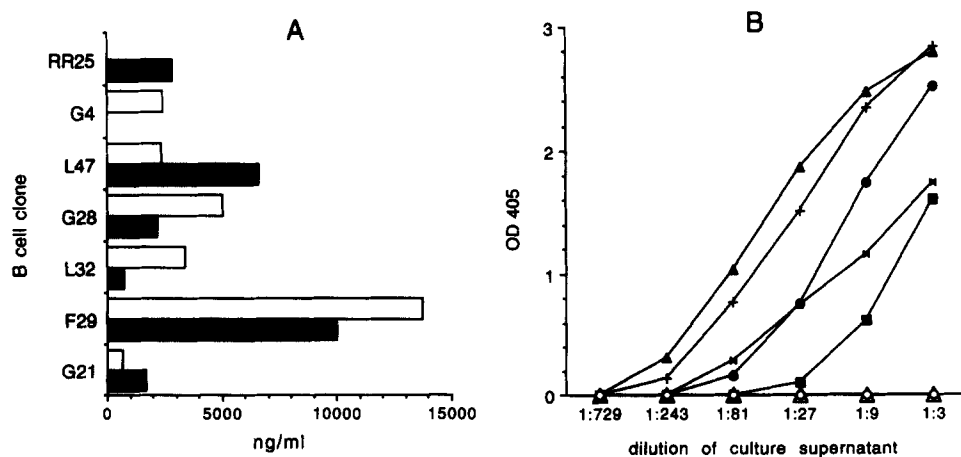 A
B cell clone
RR25
G4
L47
G28
L32
F29
G21
0
5000
10000
15000
ng/ml
B
OD 405
3
2
1
0
1:729
1:243
1:81
1:27
1:9
1:3
dilution of culture supernatant